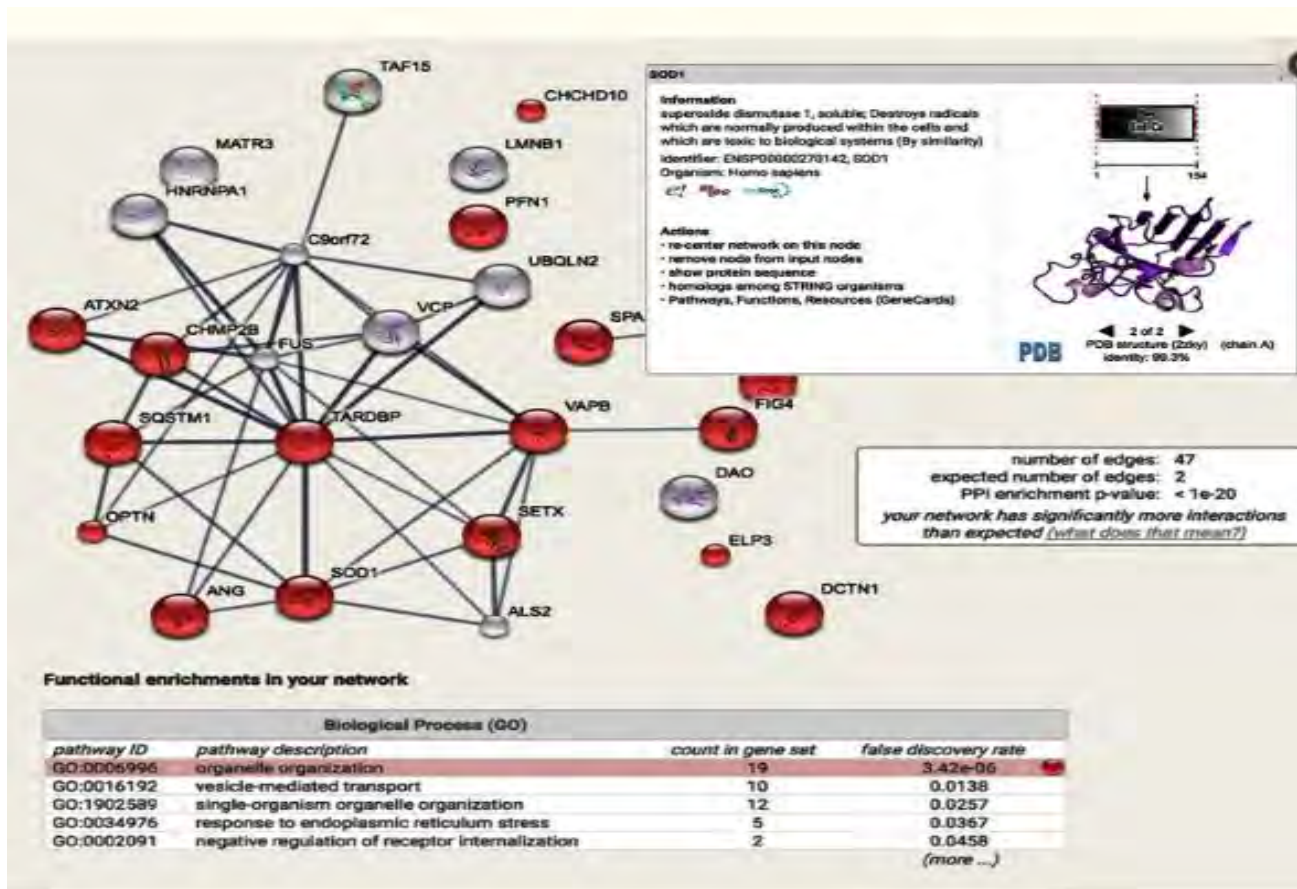 TAF15
CHCHD10
MATR3
LMNB1
HNRNPA1
PFN1
C9orf72
UBQLN2
ATXN2
VCP
CHMP2B
SPA
FUS
SQSTM1
TARDBP
VAPB
FIG4
DAO
OPTN
SETX
ELP3
SOD1
ANG
DCTN1
ALS2
SOD1
Information
superoxide dismutase 1, soluble; Destroys radicals
which are normally produced within the cells and
which are toxic to biological systems (By similarity)
Identifier: ENSP00000270142, SOD1
Organism: Homo sapiens
Actions
• re-center network on this node
• remove node from input nodes
• show protein sequence
• homologs among STRING organisms
• Pathways, Functions, Resources (GeneCards)
1 154
◀ 2 of 2 ▶
PDB PDB structure (2zky) (chain A)
identity: 99.3%
number of edges: 47
expected number of edges: 2
PPI enrichment p-value: < 1e-20
your network has significantly more interactions
than expected (what does that mean?)
Functional enrichments in your network
Biological Process (GO)
pathway ID pathway description count in gene set false discovery rate
GO:0006996 organelle organization 19 3.42e-06
GO:0016192 vesicle-mediated transport 10 0.0138
GO:1902589 single-organism organelle organization 12 0.0257
GO:0034976 response to endoplasmic reticulum stress 5 0.0367
GO:0002091 negative regulation of receptor internalization 2 0.0458
(more ...)